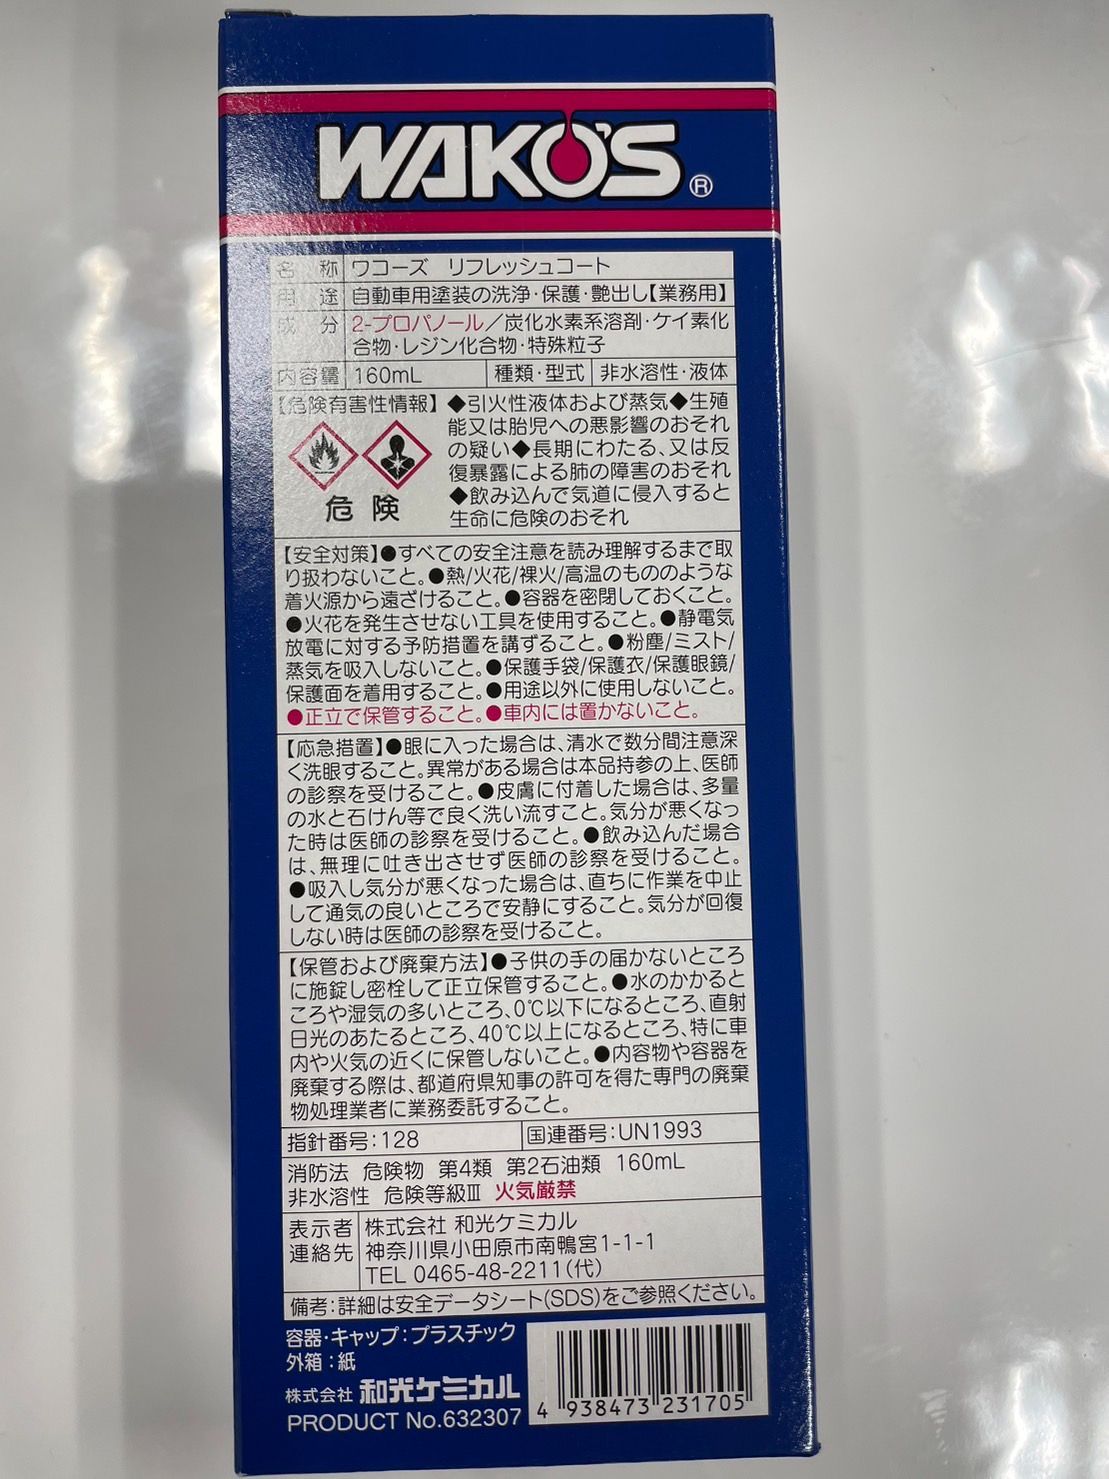 WAKO'S®
名称 ワコーズ リフレッシュコート
用途 自動車用塗装の洗浄・保護・艶出し【業務用】
成分 2-プロパノール／炭化水素系溶剤・ケイ素化
合物・レジン化合物・特殊粒子
内容量 160mL 種類・型式 非水溶性・液体
【危険有害性情報】◆引火性液体および蒸気◆生殖
能又は胎児への悪影響のおそれ
の疑い◆長期にわたる、又は反
復暴露による肺の障害のおそれ
◆飲み込んで気道に侵入すると
生命に危険のおそれ
危険
【安全対策】●すべての安全注意を読み理解するまで取
り扱わないこと。●熱/火花/裸火/高温のもののような
着火源から遠ざけること。●容器を密閉しておくこと。
●火花を発生させない工具を使用すること。●静電気
放電に対する予防措置を講ずること。●粉塵/ミスト/
蒸気を吸入しないこと。●保護手袋/保護衣/保護眼鏡/
保護面を着用すること。●用途以外に使用しないこと。
●正立で保管すること。●車内には置かないこと。
【応急措置】●眼に入った場合は、清水で数分間注意深
く洗眼すること。異常がある場合は本品持参の上、医師
の診察を受けること。●皮膚に付着した場合は、多量
の水と石けん等で良く洗い流すこと。気分が悪くなっ
た時は医師の診察を受けること。●飲み込んだ場合
は、無理に吐き出させず医師の診察を受けること。
●吸入し気分が悪くなった場合は、直ちに作業を中止
して通気の良いところで安静にすること。気分が回復
しない時は医師の診察を受けること。
【保管および廃棄方法】●子供の手の届かないところ
に施錠し密栓して正立保管すること。●水のかかると
ころや湿気の多いところ、0℃以下になるところ、直射
日光のあたるところ、40℃以上になるところ、特に車
内や火気の近くに保管しないこと。●内容物や容器を
廃棄する際は、都道府県知事の許可を得た専門の廃棄
物処理業者に業務委託すること。
指針番号：128 国連番号：UN1993
消防法 危険物 第4類 第2石油類 160mL
非水溶性 危険等級Ⅲ 火気厳禁
表示者 株式会社 和光ケミカル
連絡先 神奈川県小田原市南鴨宮1-1-1
TEL 0465-48-2211(代)
備考：詳細は安全データシート(SDS)をご参照ください。
容器・キャップ：プラスチック
外箱：紙
株式会社 和光ケミカル
PRODUCT No.632307
4 938473 231705